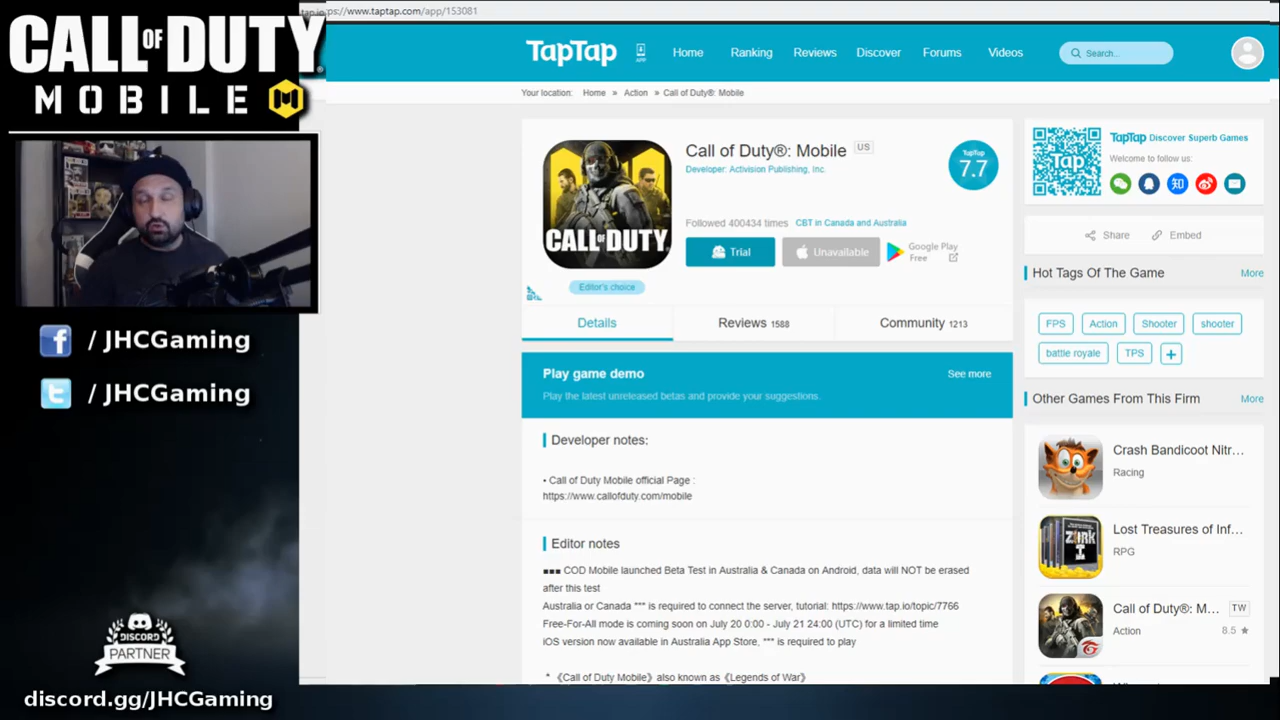 CALL OF DUTY
MOBILE
/ JHCGaming
/ JHCGaming
DISCORD
PARTNER
discord.gg/JHCGaming
ps://www.taptap.com/app/153081
TapTap
APP
Home
Ranking
Reviews
Discover
Forums
Videos
Search...
Your location: Home » Action » Call of Duty®: Mobile
CALL OF DUTY
Call of Duty®: Mobile US
Developer: Activision Publishing, Inc.
TapTap
7.7
Followed 400434 times CBT in Canada and Australia
Trial
Unavailable
Google Play
Free
Editor's choice
Details
Reviews 1588
Community 1213
Play game demo
See more
Play the latest unreleased betas and provide your suggestions.
Developer notes:
• Call of Duty Mobile official Page :
https://www.callofduty.com/mobile
Editor notes
■■■ COD Mobile launched Beta Test in Australia & Canada on Android, data will NOT be erased
after this test
Australia or Canada *** is required to connect the server, tutorial: https://www.tap.io/topic/7766
Free-For-All mode is coming soon on July 20 0:00 - July 21 24:00 (UTC) for a limited time
iOS version now available in Australia App Store, *** is required to play
* 《Call of Duty Mobile》also known as《Legends of War》
Tap
TapTap Discover Superb Games
Welcome to follow us:
知
Share
Embed
Hot Tags Of The Game
More
FPS
Action
Shooter
shooter
battle royale
TPS
+
Other Games From This Firm
More
Crash Bandicoot Nitr...
Racing
ZORK I
Lost Treasures of Inf...
RPG
Call of Duty®: M... TW
Action
8.5 ★